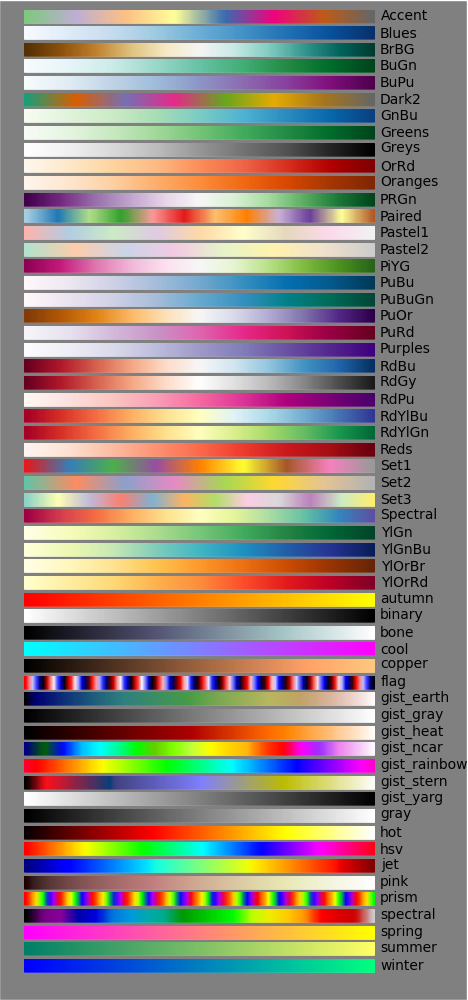 Accent
Blues
BrBG
BuGn
BuPu
Dark2
GnBu
Greens
Greys
OrRd
Oranges
PRGn
Paired
Pastel1
Pastel2
PiYG
PuBu
PuBuGn
PuOr
PuRd
Purples
RdBu
RdGy
RdPu
RdYlBu
RdYlGn
Reds
Set1
Set2
Set3
Spectral
YlGn
YlGnBu
YlOrBr
YlOrRd
autumn
binary
bone
cool
copper
flag
gist_earth
gist_gray
gist_heat
gist_ncar
gist_rainbow
gist_stern
gist_yarg
gray
hot
hsv
jet
pink
prism
spectral
spring
summer
winter